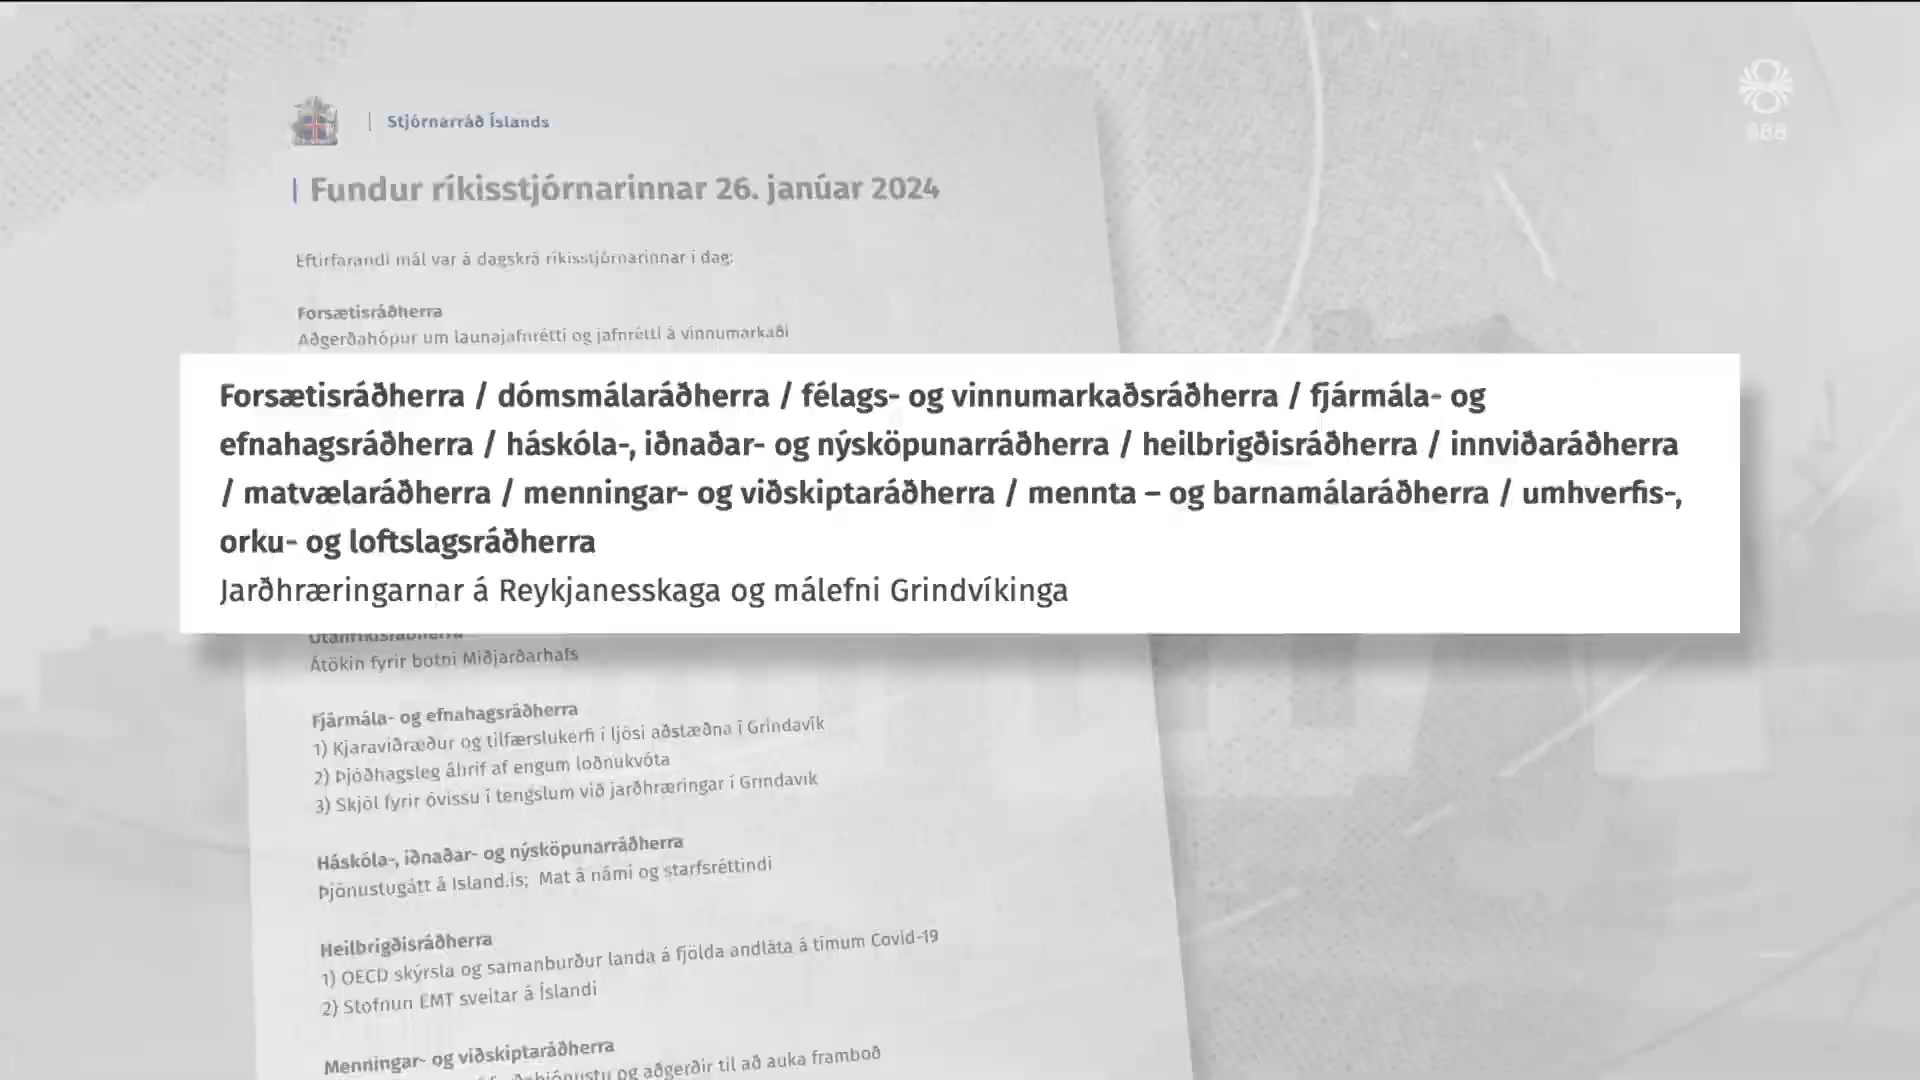 Stjórnarráð Íslands
888
Fundur ríkisstjórnarinnar 26. janúar 2024
Eftirfarandi mál var á dagskrá ríkisstjórnarinnar í dag:
Forsætisráðherra
Aðgerðahópur um launajafnrétti og jafnrétti á vinnumarkaði
Forsætisráðherra / dómsmálaráðherra / félags- og vinnumarkaðsráðherra / fjármála- og
efnahagsráðherra / háskóla-, iðnaðar- og nýsköpunarráðherra / heilbrigðisráðherra / innviðaráðherra
/ matvælaráðherra / menningar- og viðskiptaráðherra / mennta – og barnamálaráðherra / umhverfis-,
orku- og loftslagsráðherra
Jarðhræringarnar á Reykjanesskaga og málefni Grindvíkinga
Utanríkisráðherra
Átökin fyrir botni Miðjarðarhafs
Fjármála- og efnahagsráðherra
1) Kjaraviðræður og tilfærslukerfi í ljósi aðstæðna í Grindavík
2) Þjóðhagsleg áhrif af engum loðnukvóta
3) Skjöl fyrir óvissu í tengslum við jarðhræringar í Grindavík
Háskóla-, iðnaðar- og nýsköpunarráðherra
Þjónustugátt á Island.is; Mat á námi og starfsréttindi
Heilbrigðisráðherra
1) OECD skýrsla og samanburður landa á fjölda andláta á tímum Covid-19
2) Stofnun EMT sveitar á Íslandi
Menningar- og viðskiptaráðherra
og aðgerðir til að auka framboð